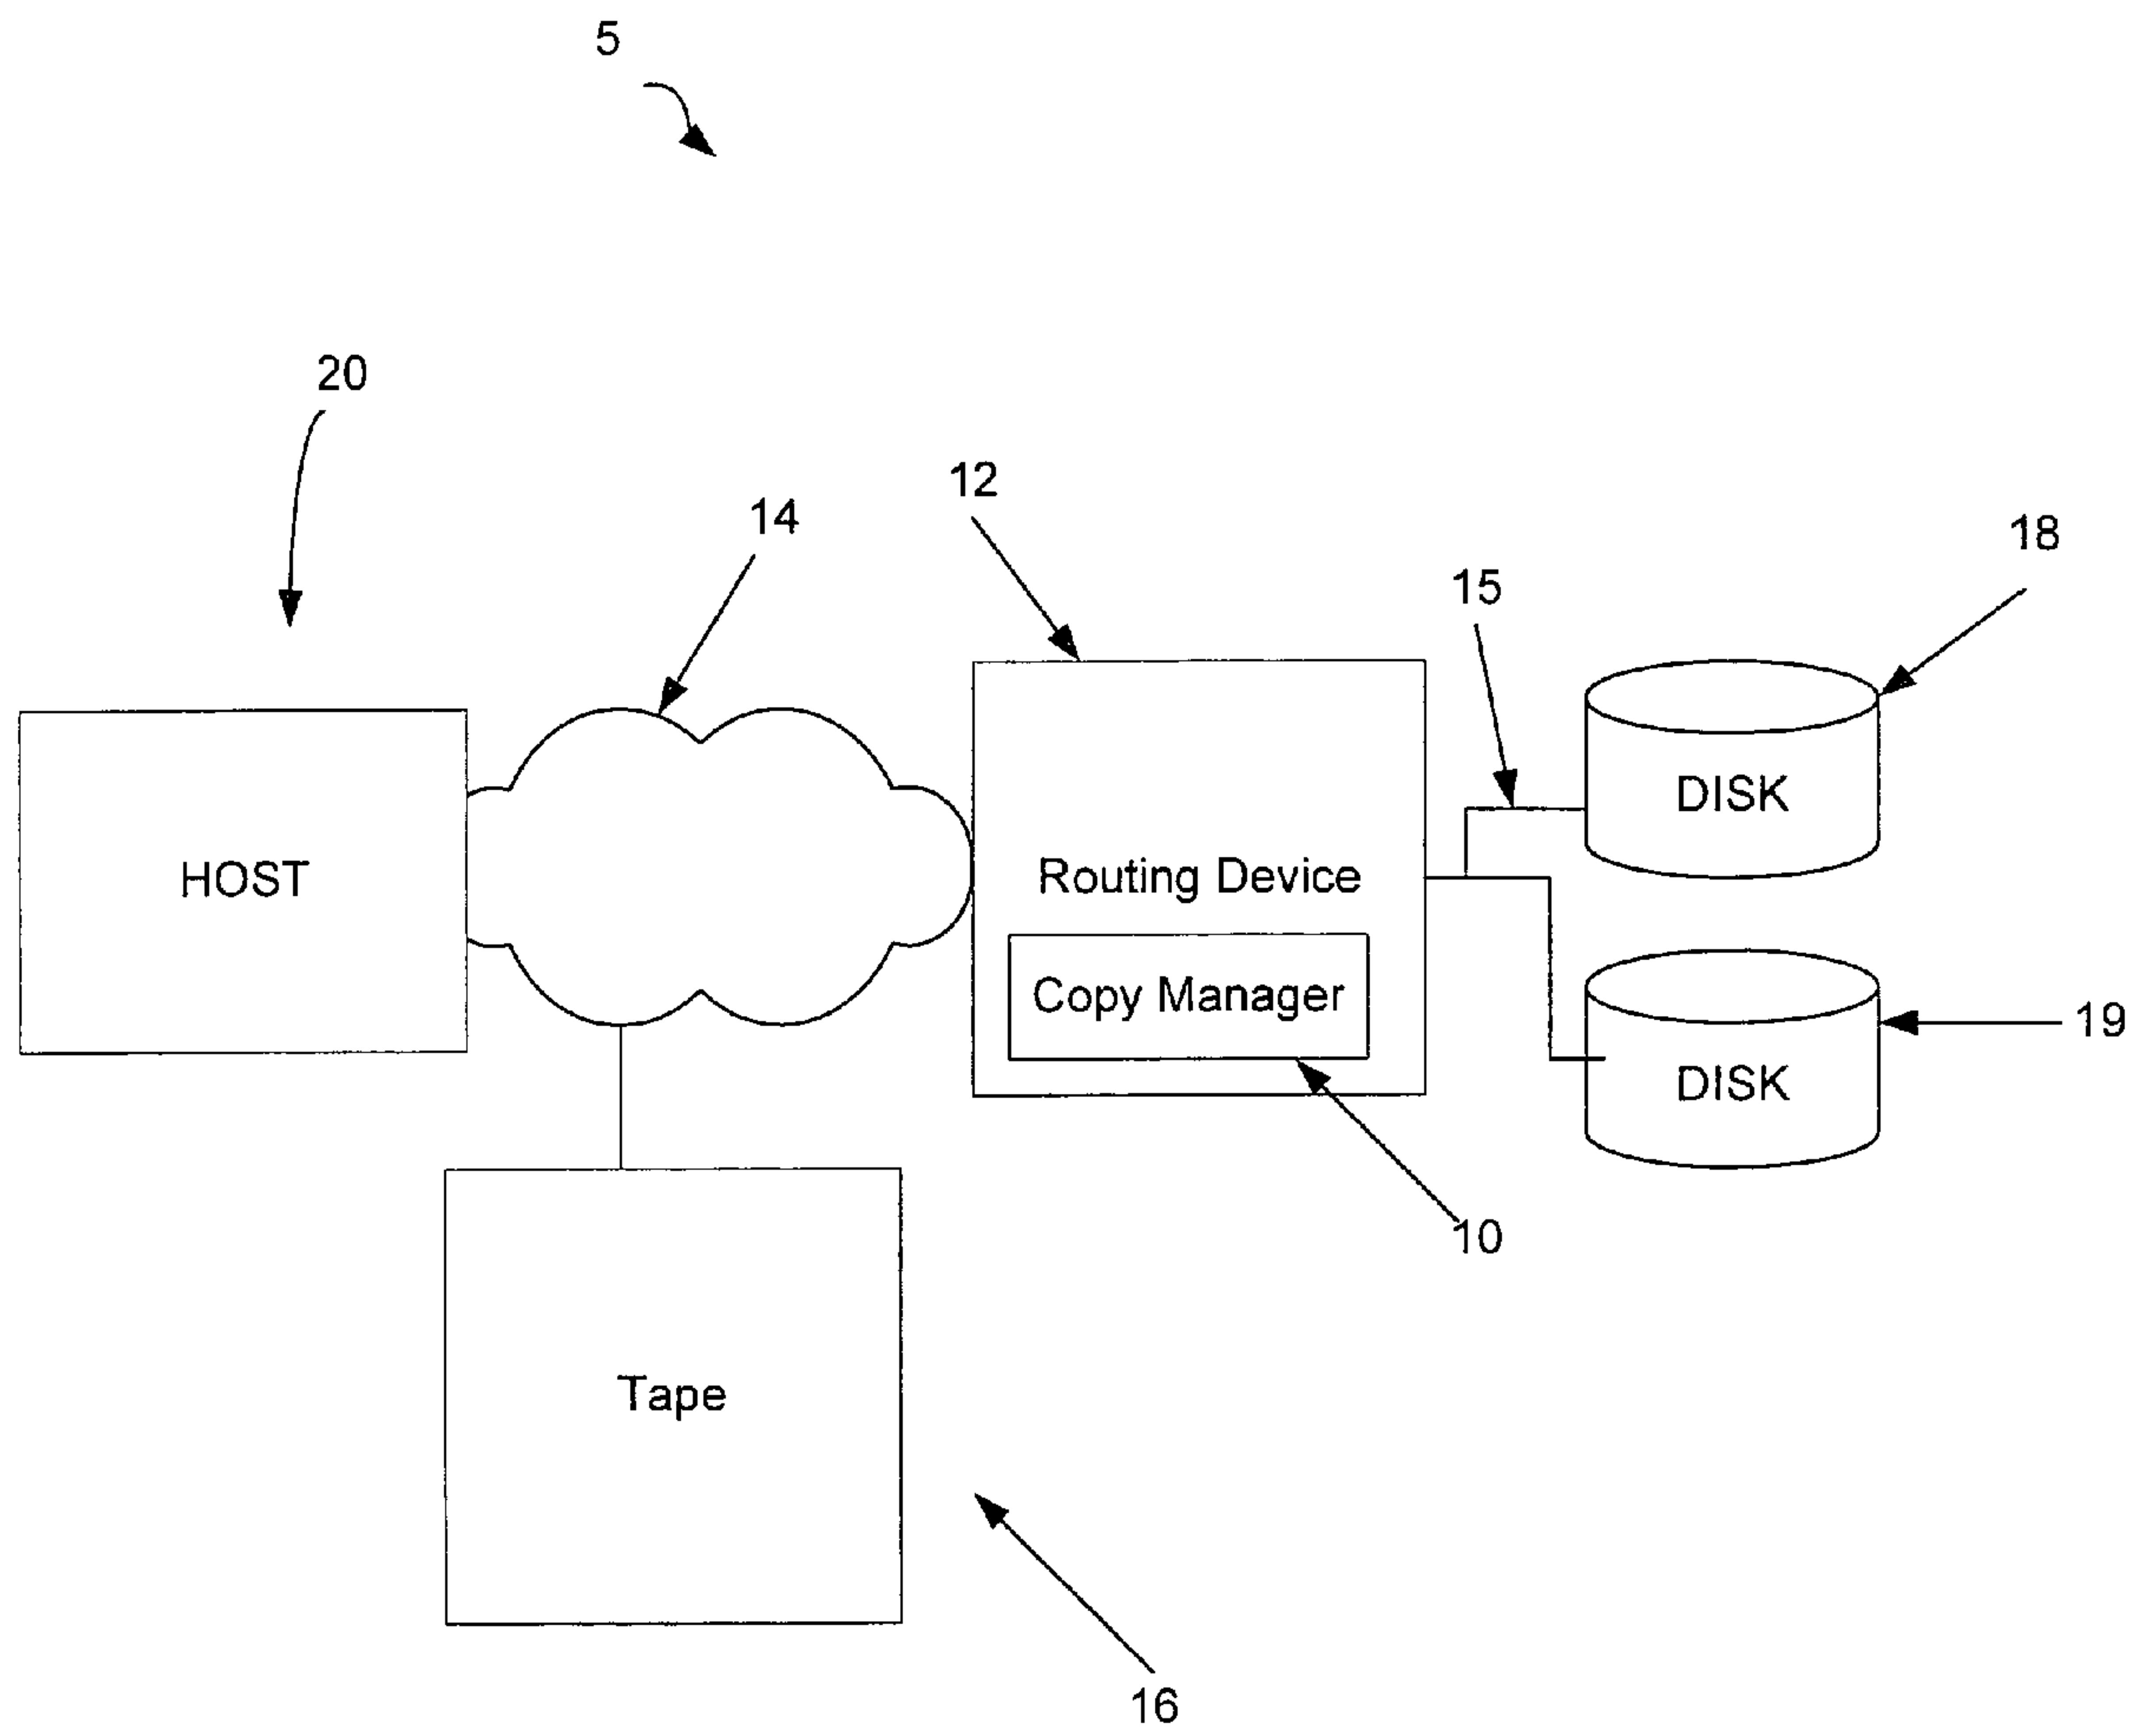 5
20
12
14
18
15
DISK
HOST
Routing Device
Copy Manager
19
DISK
10
Tape
16